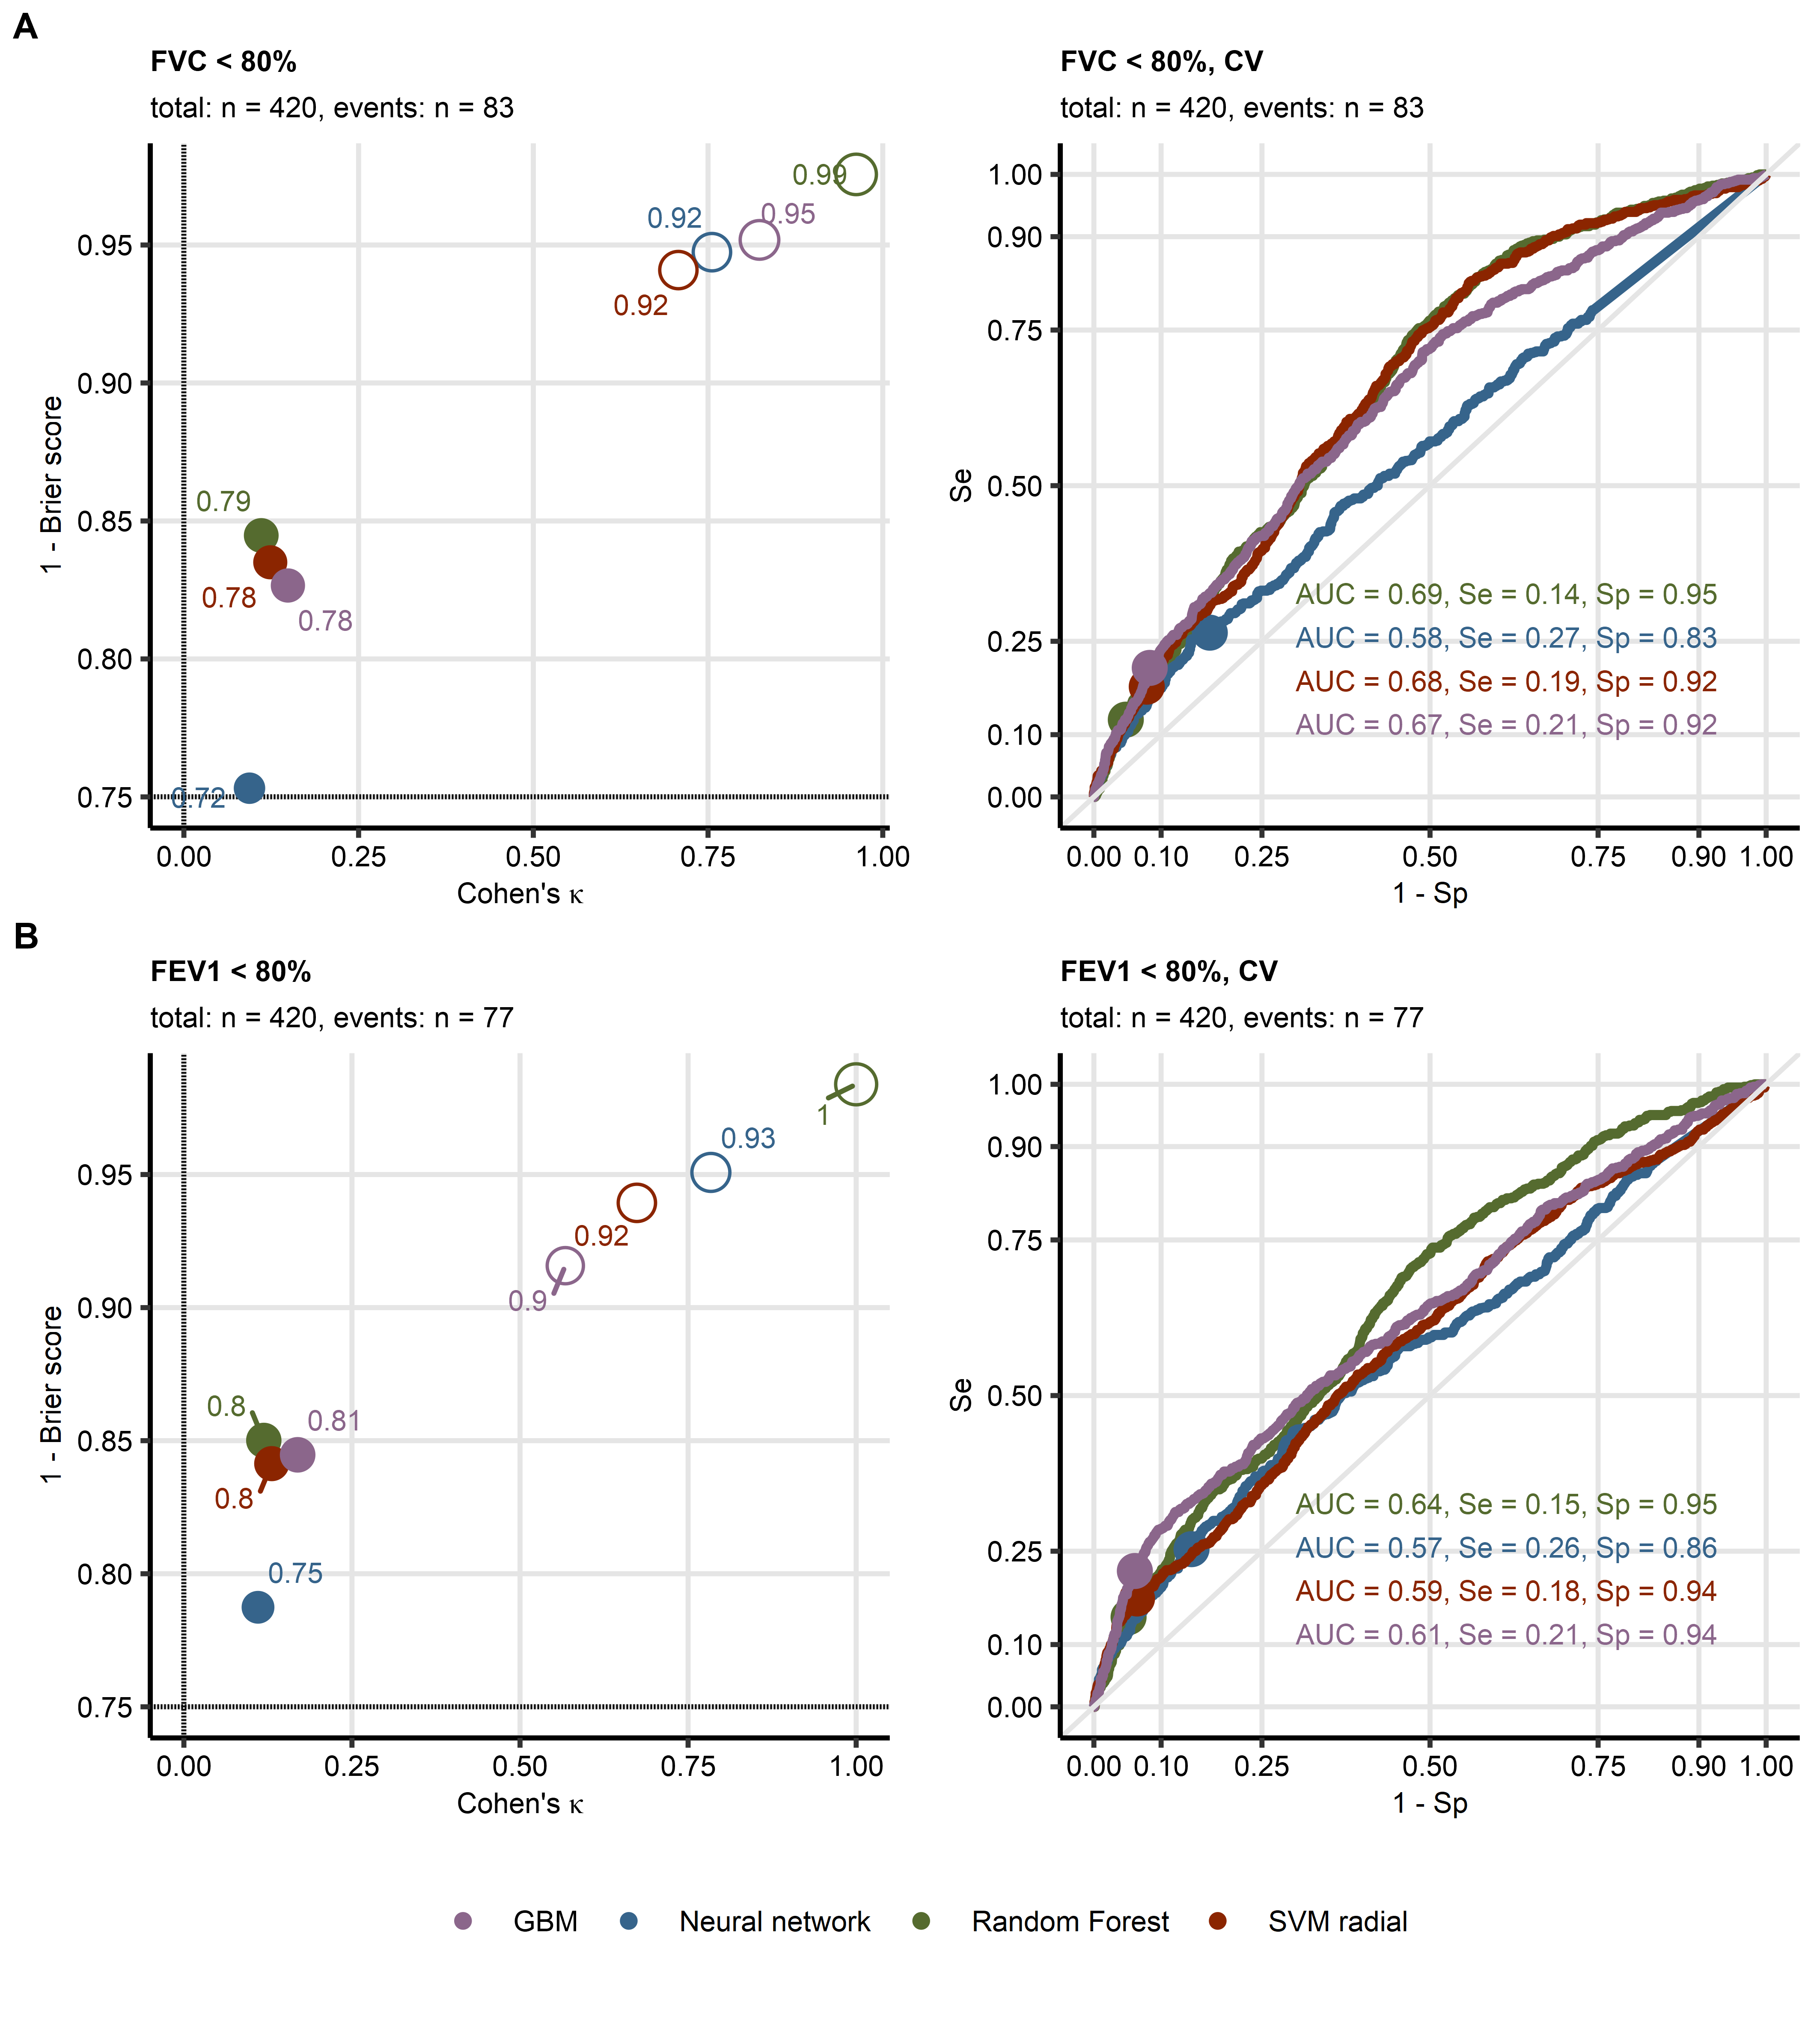 A
FVC < 80%
total: n = 420, events: n = 83
1 - Brier score
0.95
0.90
0.85
0.80
0.75
0.99
0.95
0.92
0.92
0.79
0.78
0.78
0.72
0.00 0.25 0.50 0.75 1.00
Cohen's κ
FVC < 80%, CV
total: n = 420, events: n = 83
Se
1.00
0.90
0.75
0.50
0.25
0.10
0.00
AUC = 0.69, Se = 0.14, Sp = 0.95
AUC = 0.58, Se = 0.27, Sp = 0.83
AUC = 0.68, Se = 0.19, Sp = 0.92
AUC = 0.67, Se = 0.21, Sp = 0.92
0.00 0.10 0.25 0.50 0.75 0.90 1.00
1 - Sp
B
FEV1 < 80%
total: n = 420, events: n = 77
1 - Brier score
0.95
0.90
0.85
0.80
0.75
1
0.93
0.92
0.9
0.8
0.81
0.8
0.75
0.00 0.25 0.50 0.75 1.00
Cohen's κ
FEV1 < 80%, CV
total: n = 420, events: n = 77
Se
1.00
0.90
0.75
0.50
0.25
0.10
0.00
AUC = 0.64, Se = 0.15, Sp = 0.95
AUC = 0.57, Se = 0.26, Sp = 0.86
AUC = 0.59, Se = 0.18, Sp = 0.94
AUC = 0.61, Se = 0.21, Sp = 0.94
0.00 0.10 0.25 0.50 0.75 0.90 1.00
1 - Sp
GBM Neural network Random Forest SVM radial